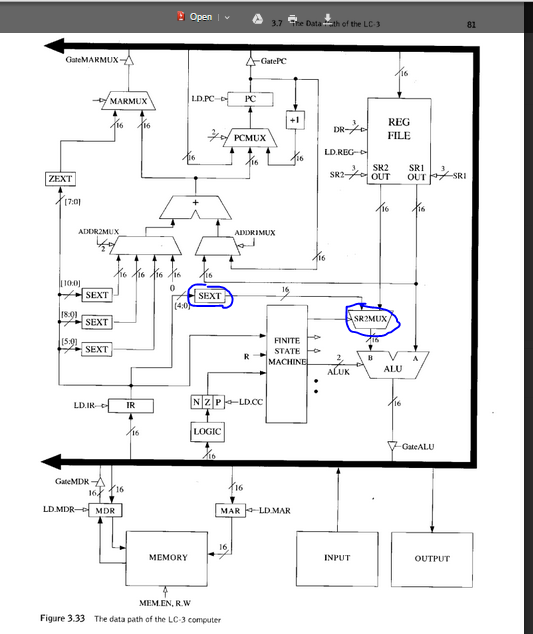 Open
3.7 The Data Path of the LC-3 81
GateMARMUX GatePC
16
MARMUX LD.PC PC
+1
16 16 16 2 PCMUX
16 16 16
REG
FILE
DR 3
LD.REG
SR2 3 SR2 OUT SR1 OUT 3 SR1
ZEXT
[7:0]
+
16 16
ADDR2MUX 2 ADDR1MUX
16
16 16 16 16 16
[10:0] SEXT
0
[4:0] SEXT 16
[8:0] SEXT
[5:0] SEXT
SR2MUX
16
FINITE
STATE
MACHINE
R
B A
ALU
2
ALUK
LD.IR IR
N Z P LD.CC
16
LOGIC
16 16
GateALU
GateMDR
16 16 16
LD.MDR MDR MAR LD.MAR
16
MEMORY INPUT OUTPUT
MEM.EN, R.W
Figure 3.33 The data path of the LC-3 computer